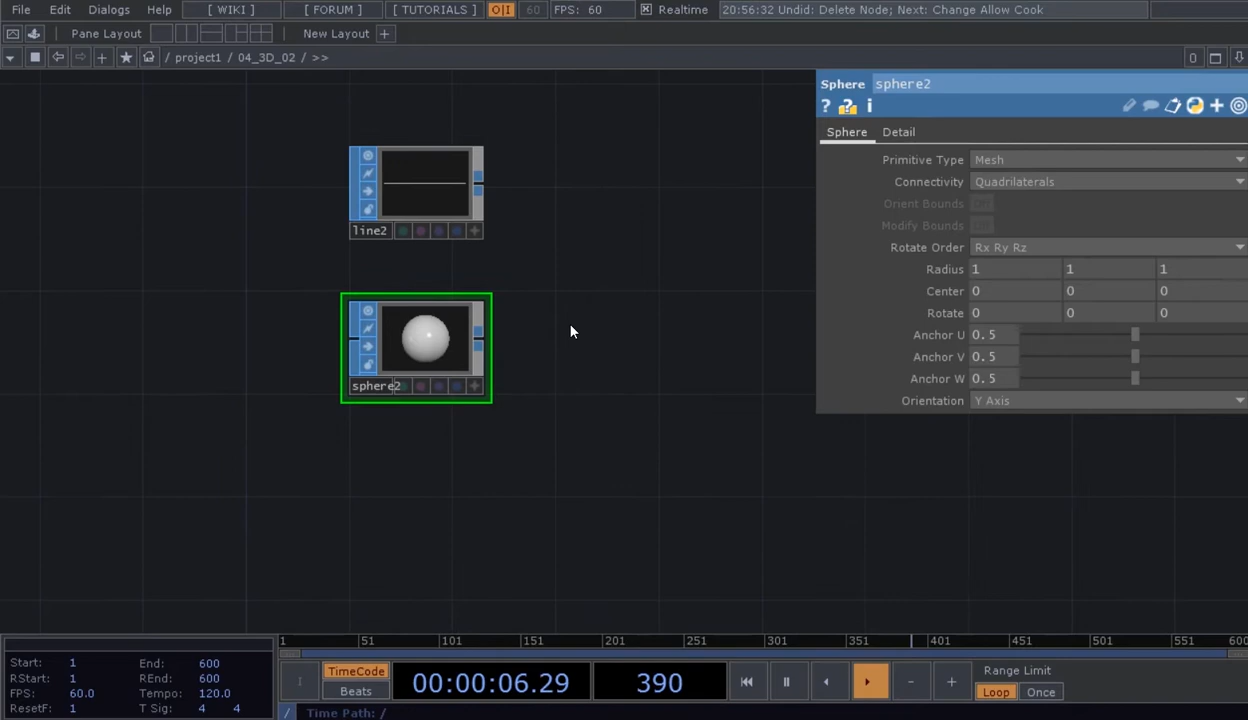 File Edit Dialogs Help [ WIKI ] [ FORUM ] [ TUTORIALS ] O|I 60 FPS: 60 Realtime 20:56:32 Undid: Delete Node; Next: Change Allow Cook
Pane Layout New Layout +
/ project1 / 04_3D_02 / >> 0
Sphere sphere2
? ? i
Sphere Detail
Primitive Type Mesh
Connectivity Quadrilaterals
Orient Bounds Off
Modify Bounds Off
Rotate Order Rx Ry Rz
Radius 1 1 1
Center 0 0 0
Rotate 0 0 0
Anchor U 0.5
Anchor V 0.5
Anchor W 0.5
Orientation Y Axis
line2
sphere2
1 51 101 151 201 251 301 351 401 451 501 551 600
Start: 1 End: 600
RStart: 1 REnd: 600
FPS: 60.0 Tempo: 120.0
ResetF: 1 T Sig: 4 4
TimeCode
Beats
00:00:06.29
390
Range Limit
Loop Once
/ Time Path: /